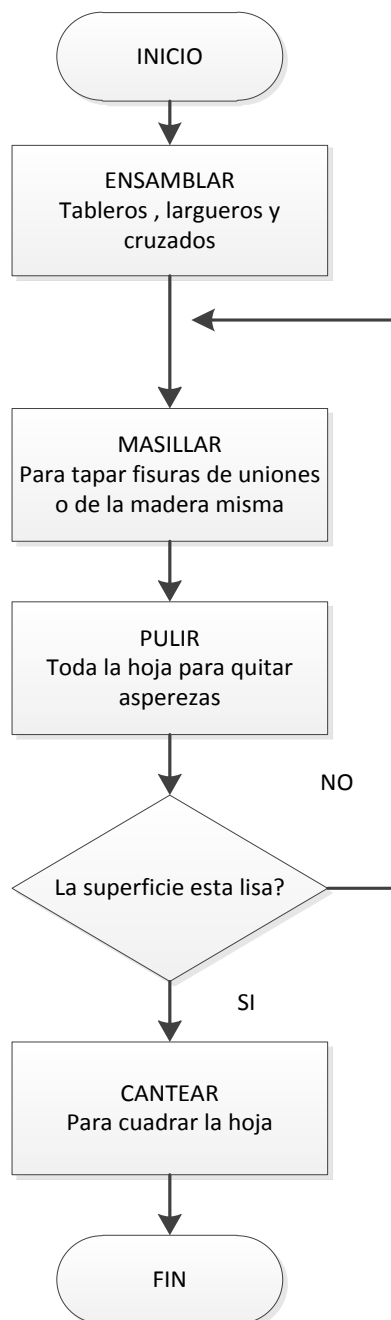 INICIO
ENSAMBLAR
Tableros , largueros y
cruzados
MASILLAR
Para tapar fisuras de uniones
o de la madera misma
PULIR
Toda la hoja para quitar
asperezas
NO
La superficie esta lisa?
SI
CANTEAR
Para cuadrar la hoja
FIN